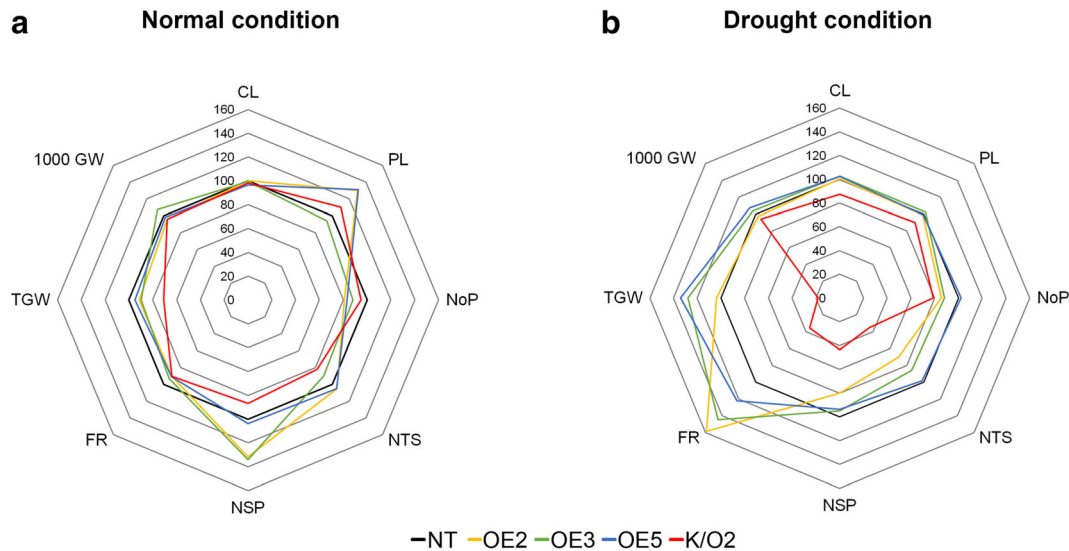 a
Normal condition
CL
160
140
120
100
80
60
40
20
0
PL
NoP
NTS
NSP
FR
TGW
1000 GW
b
Drought condition
CL
160
140
120
100
80
60
40
20
0
PL
NoP
NTS
NSP
FR
TGW
1000 GW
NT OE2 OE3 OE5 K/O2